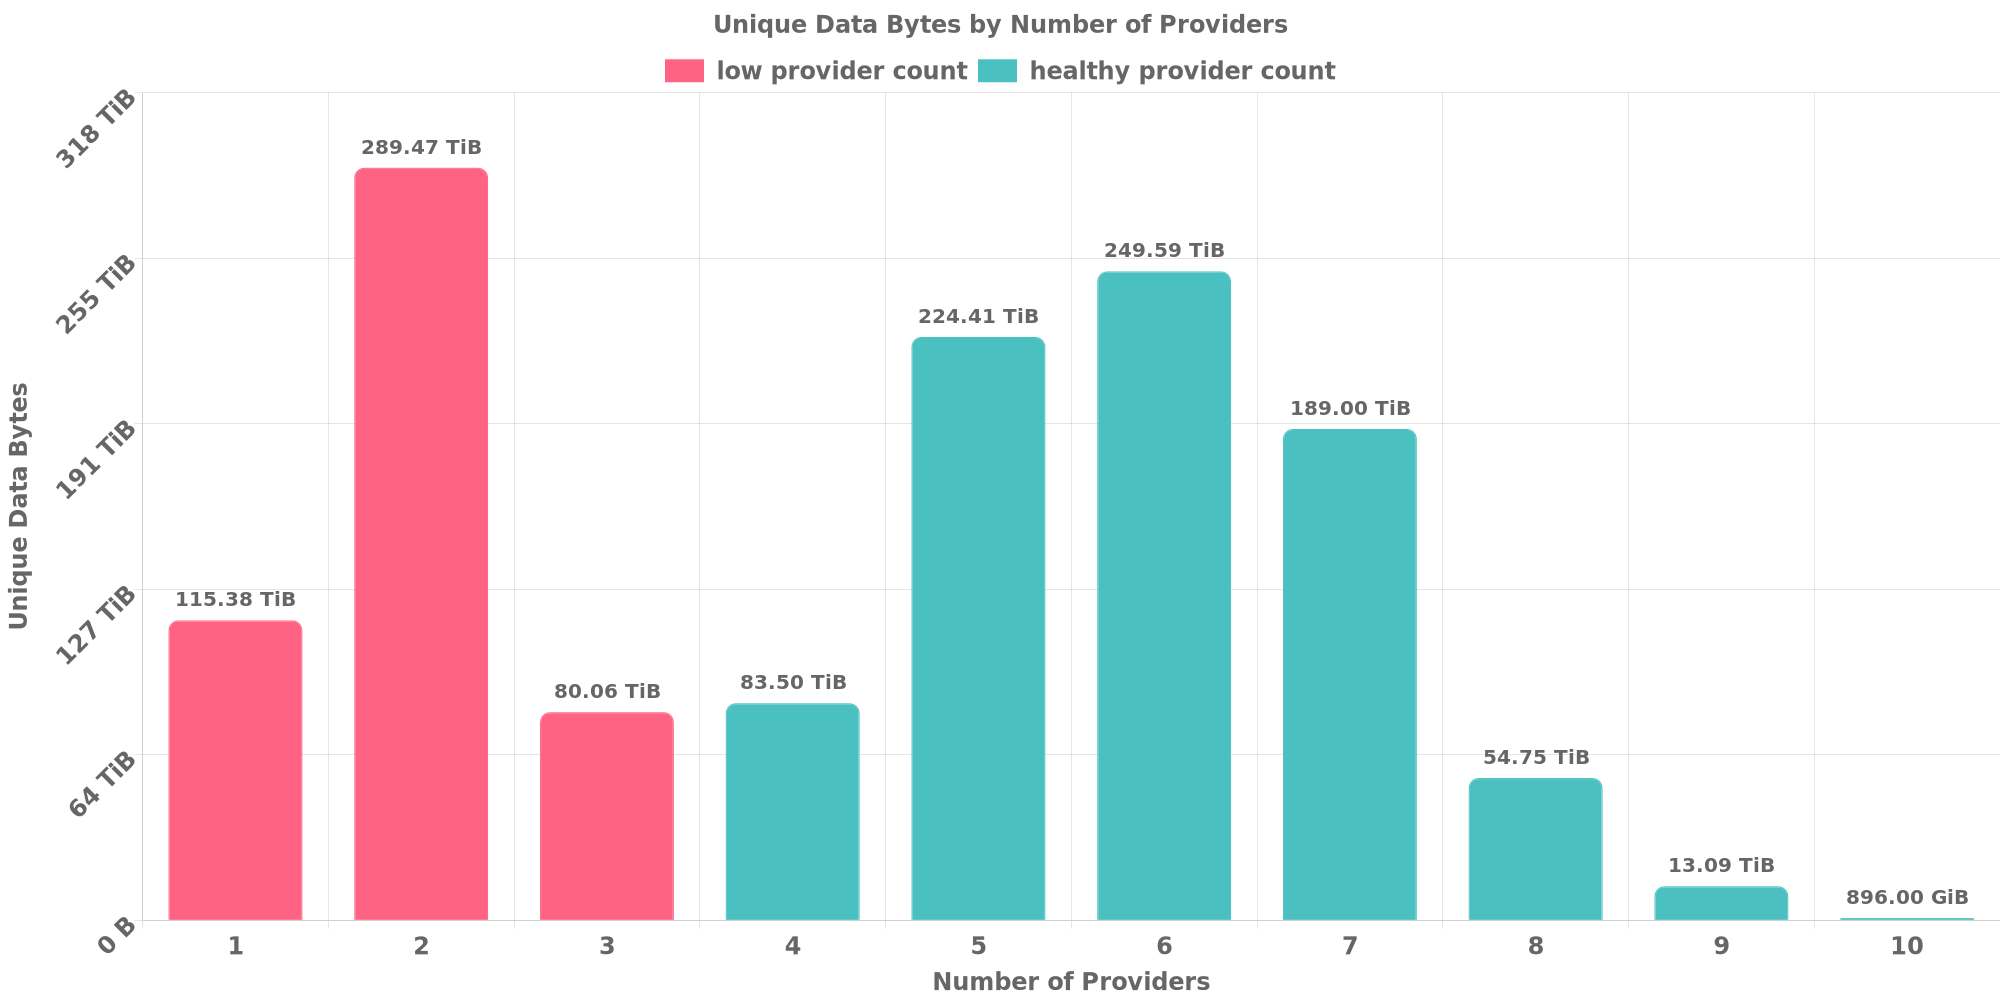 Unique Data Bytes by Number of Providers
low provider count
healthy provider count
318 TiB
255 TiB
191 TiB
127 TiB
64 TiB
0 B
Unique Data Bytes
115.38 TiB
289.47 TiB
80.06 TiB
83.50 TiB
224.41 TiB
249.59 TiB
189.00 TiB
54.75 TiB
13.09 TiB
896.00 GiB
1 2 3 4 5 6 7 8 9 10
Number of Providers